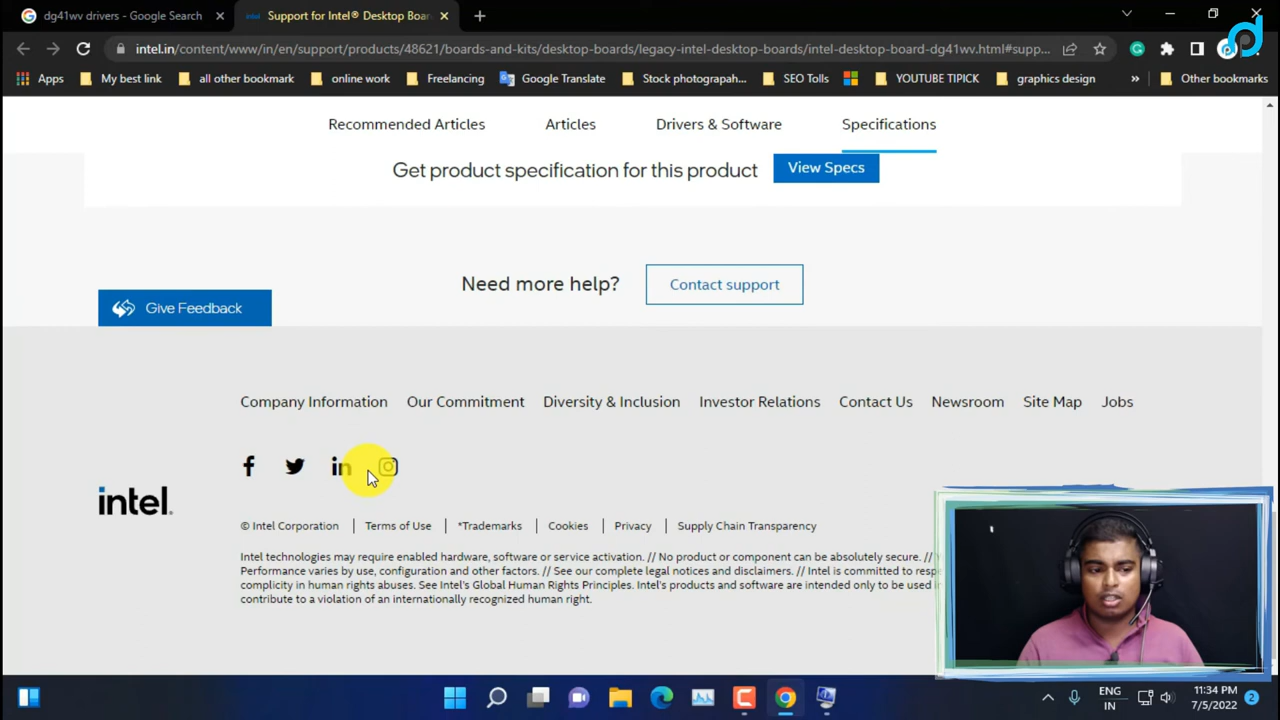 dg41wv drivers - Google Search
Support for Intel® Desktop Boar
intel.in/content/www/in/en/support/products/48621/boards-and-kits/desktop-boards/legacy-intel-desktop-boards/intel-desktop-board-dg41wv.html#supp...
Apps My best link all other bookmark online work Freelancing Google Translate Stock photograpah... SEO Tolls YOUTUBE TIPICK graphics design » Other bookmarks
Recommended Articles Articles Drivers & Software Specifications
Get product specification for this product View Specs
Need more help? Contact support
Give Feedback
Company Information Our Commitment Diversity & Inclusion Investor Relations Contact Us Newsroom Site Map Jobs
intel.
© Intel Corporation Terms of Use *Trademarks Cookies Privacy Supply Chain Transparency
Intel technologies may require enabled hardware, software or service activation. // No product or component can be absolutely secure. //
Performance varies by use, configuration and other factors. // See our complete legal notices and disclaimers. // Intel is committed to
complicity in human rights abuses. See Intel's Global Human Rights Principles. Intel's products and software are intended only to be used
contribute to a violation of an internationally recognized human right.
ENG
IN
11:34 PM
7/5/2022
2